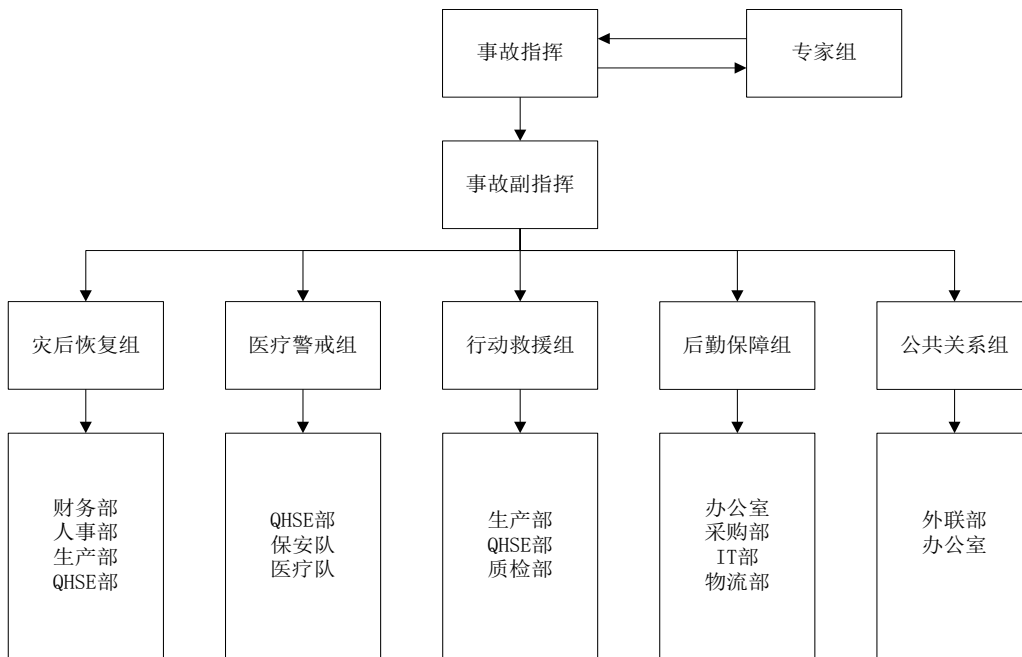 事故指挥
专家组
事故副指挥
灾后恢复组
医疗警戒组
行动救援组
后勤保障组
公共关系组
财务部
人事部
生产部
QHSE部
QHSE部
保安队
医疗队
生产部
QHSE部
质检部
办公室
采购部
IT部
物流部
外联部
办公室